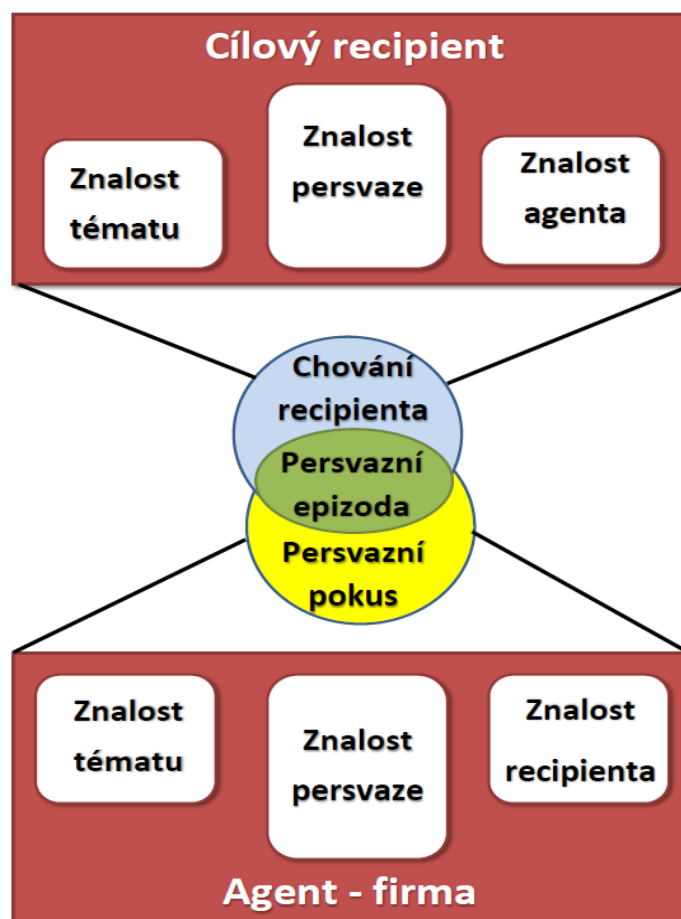 Cílový recipient
Znalost
tématu
Znalost
persvaze
Znalost
agenta
Chování
recipienta
Persvazní
epizoda
Persvazní
pokus
Znalost
tématu
Znalost
persvaze
Znalost
recipienta
Agent - firma